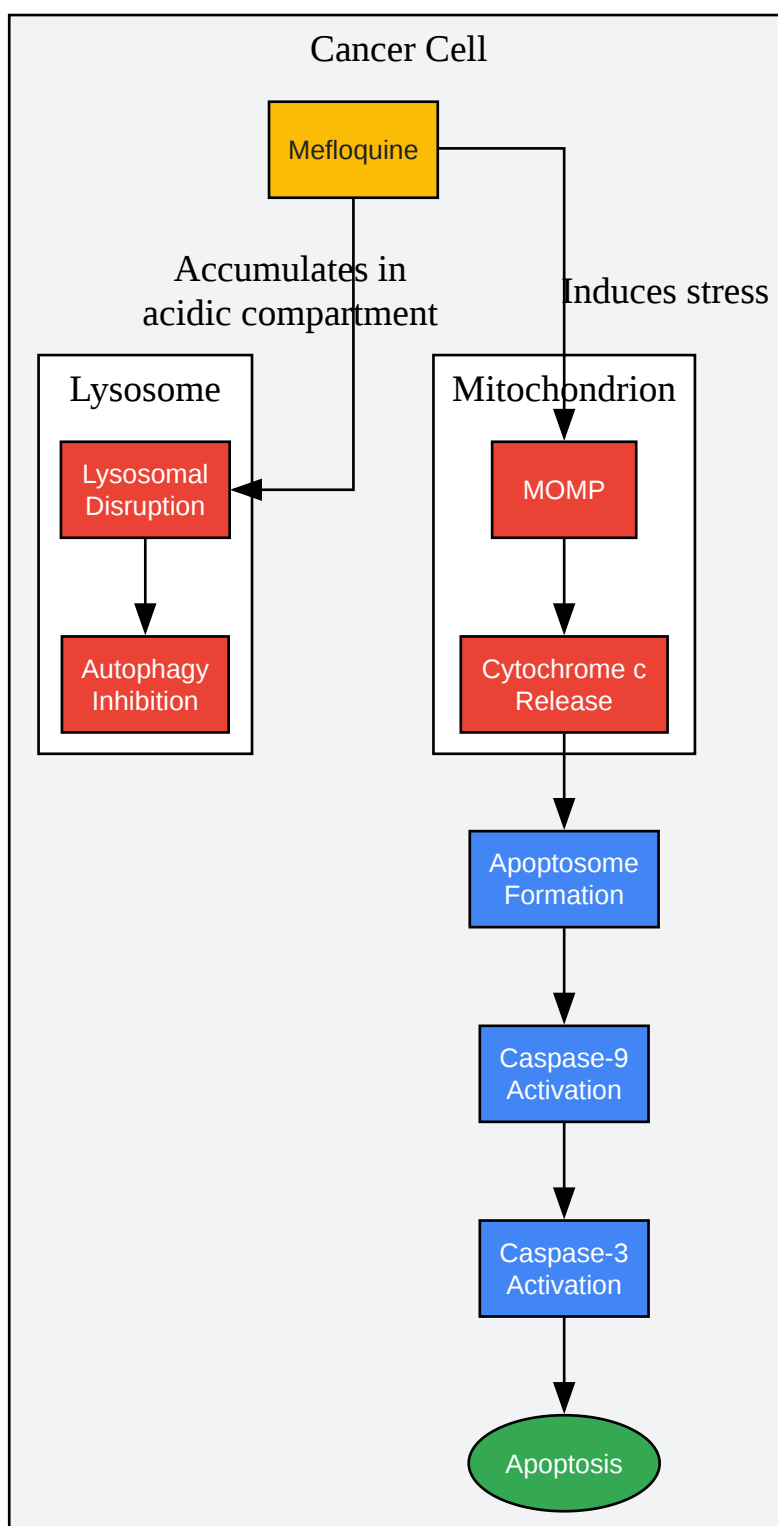 Cancer Cell
Mefloquine
Accumulates in
acidic compartment
Induces stress
Lysosome
Lysosomal
Disruption
Autophagy
Inhibition
Mitochondrion
MOMP
Cytochrome c
Release
Apoptosome
Formation
Caspase-9
Activation
Caspase-3
Activation
Apoptosis